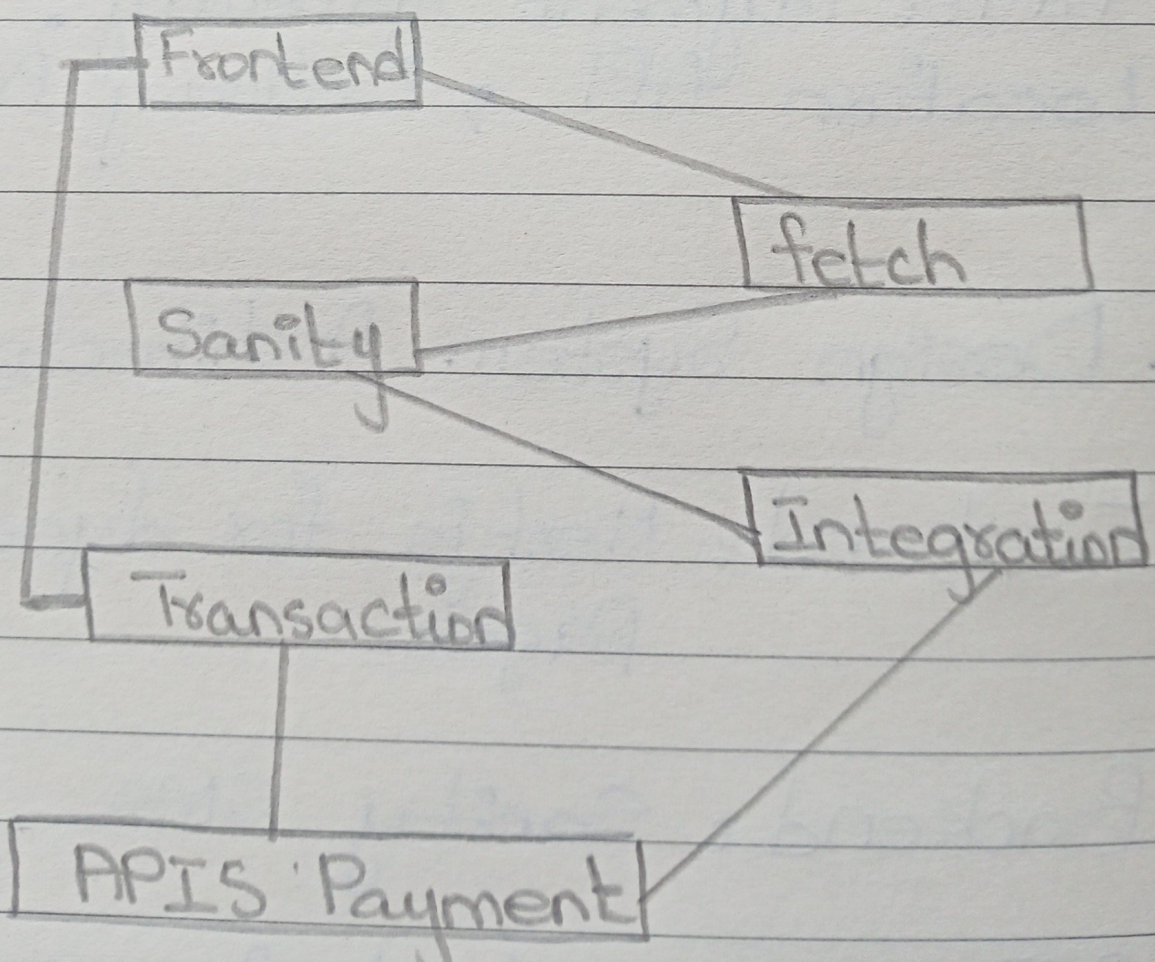 Frontend
fetch
Sanity
Integration
Transaction
APIS Payment